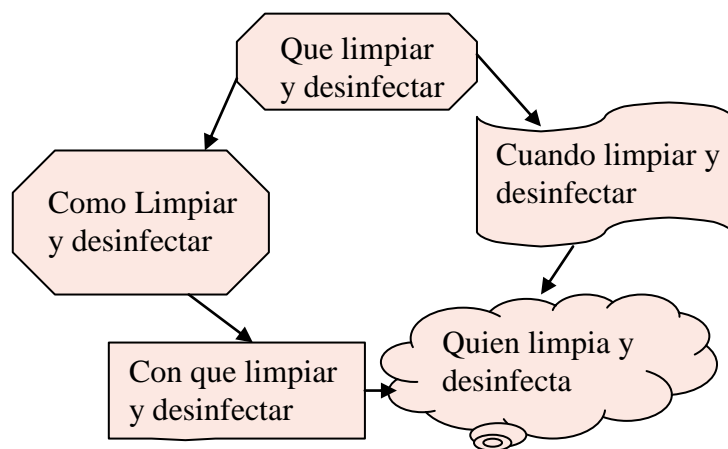 Que limpiar
y desinfectar
Cuando limpiar y
desinfectar
Como Limpiar
y desinfectar
Quien limpia y
desinfecta
Con que limpiar
y desinfectar